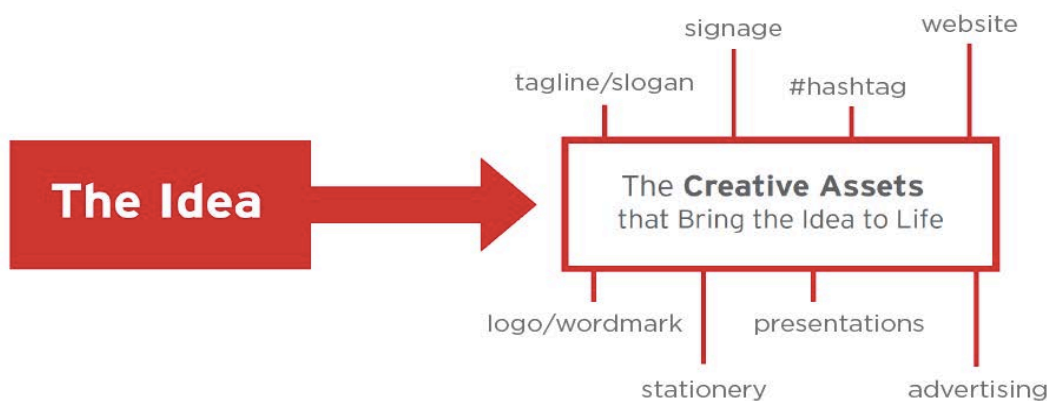 signage
website
tagline/slogan
#hashtag
The Idea
The Creative Assets
that Bring the Idea to Life
logo/wordmark
presentations
stationery
advertising